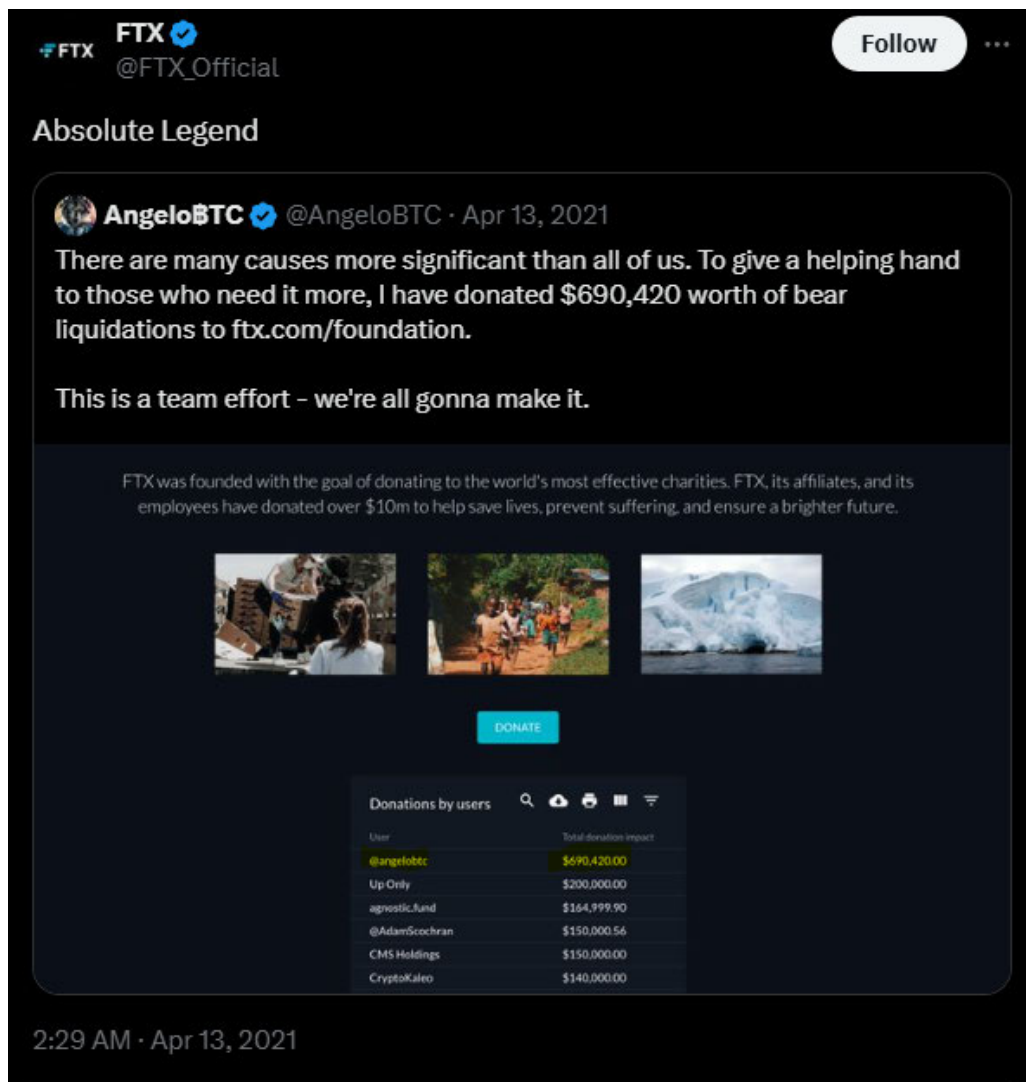 FTX
FTX
@FTX_Official
Follow
Absolute Legend
Angelo฿TC @AngeloBTC · Apr 13, 2021
There are many causes more significant than all of us. To give a helping hand
to those who need it more, I have donated $690,420 worth of bear
liquidations to ftx.com/foundation.
This is a team effort - we're all gonna make it.
FTX was founded with the goal of donating to the world's most effective charities. FTX, its affiliates, and its
employees have donated over $10m to help save lives, prevent suffering, and ensure a brighter future.
DONATE
Donations by users
User Total donation impact
@angelobtc $690,420.00
Up Only $200,000.00
agnostic.fund $164,999.90
@AdamScochran $150,000.56
CMS Holdings $150,000.00
CryptoKaleo $140,000.00
2:29 AM · Apr 13, 2021